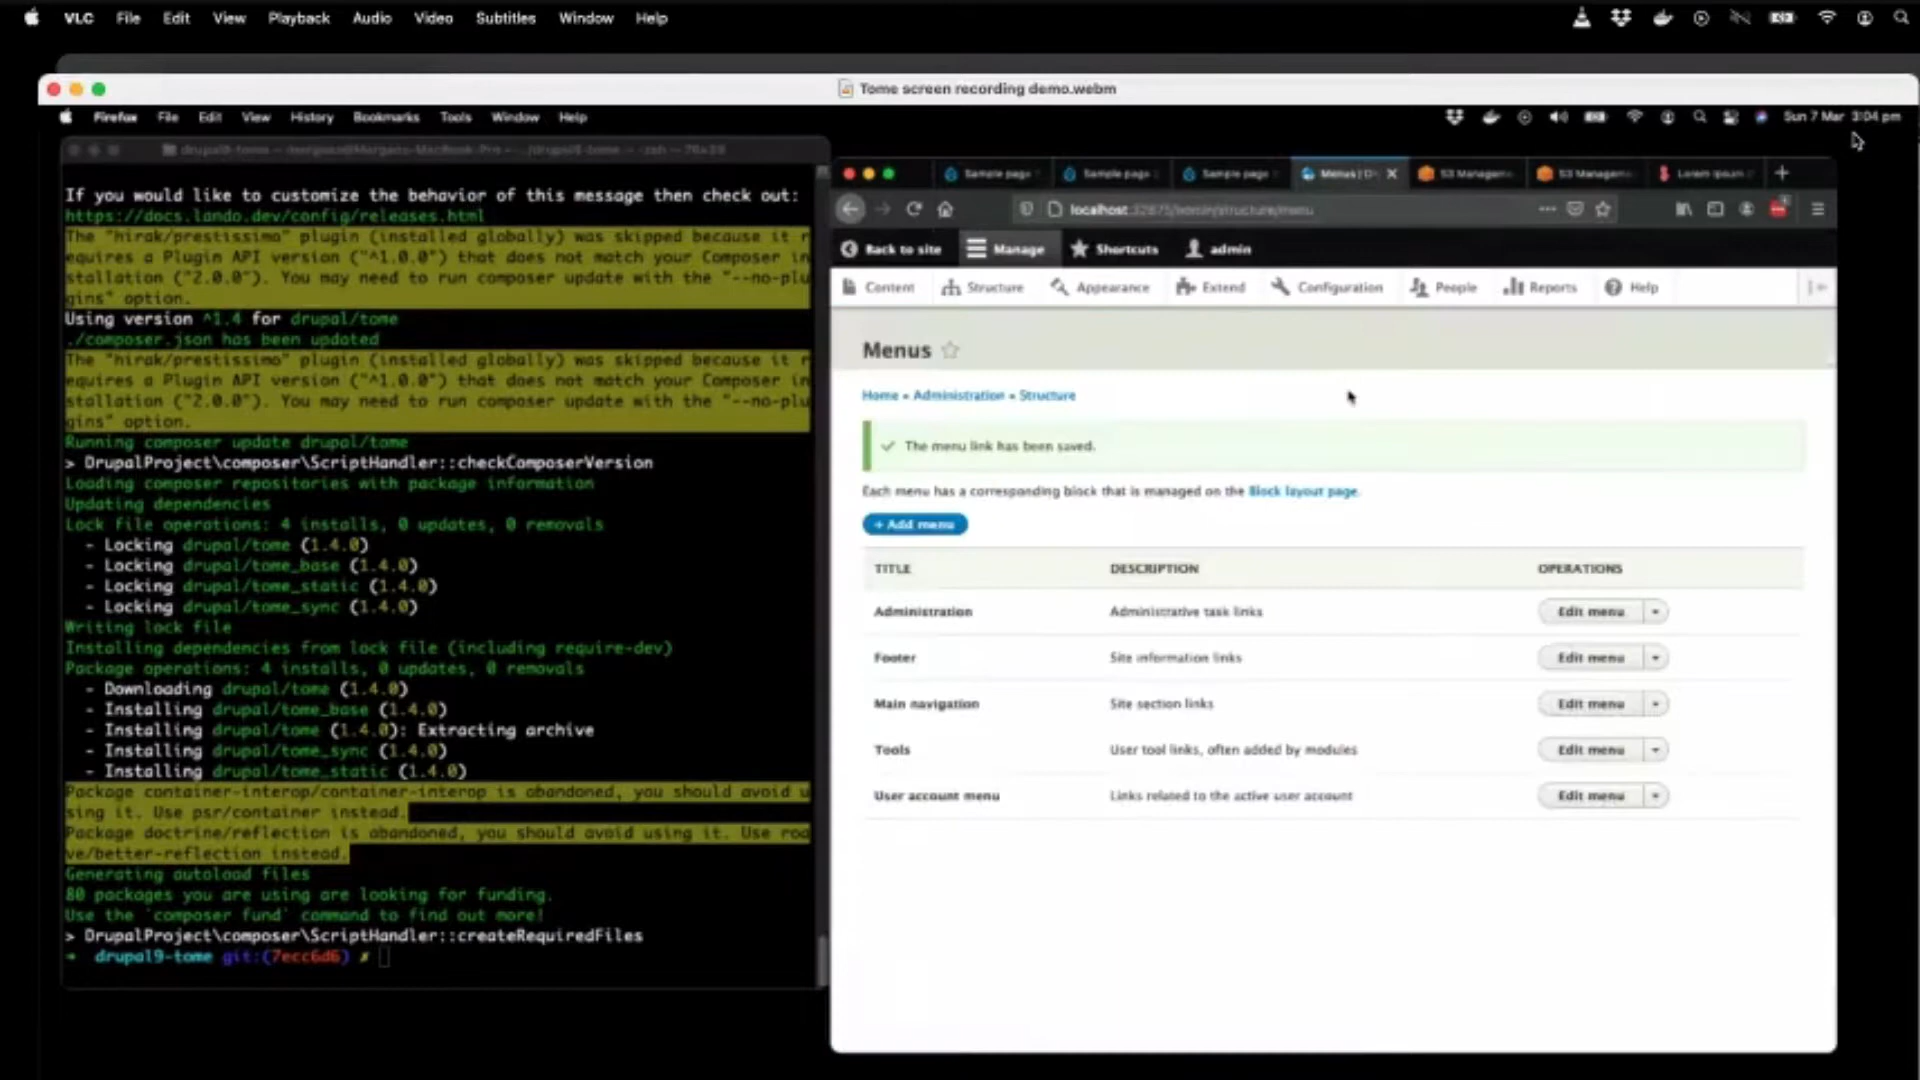 VLC File Edit View Playback Audio Video Subtitles Window Help
Tome screen recording demo.webm
Firefox File Edit View History Bookmarks Tools Window Help
Sun 7 Mar 3:04 pm
If you would like to customize the behavior of this message then check out:
https://docs.lando.dev/config/releases.html
The "hirak/prestissimo" plugin (installed globally) was skipped because it r
equires a Plugin API version ("^1.0.0") that does not match your Composer in
stallation ("2.0.0"). You may need to run composer update with the "--no-plu
gins" option.
Using version ^1.4 for drupal/tome
./composer.json has been updated
The "hirak/prestissimo" plugin (installed globally) was skipped because it r
equires a Plugin API version ("^1.0.0") that does not match your Composer in
stallation ("2.0.0"). You may need to run composer update with the "--no-plu
gins" option.
Running composer update drupal/tome
> DrupalProject\composer\ScriptHandler::checkComposerVersion
Loading composer repositories with package information
Updating dependencies
Lock file operations: 4 installs, 0 updates, 0 removals
- Locking drupal/tome (1.4.0)
- Locking drupal/tome_base (1.4.0)
- Locking drupal/tome_static (1.4.0)
- Locking drupal/tome_sync (1.4.0)
Writing lock file
Installing dependencies from lock file (including require-dev)
Package operations: 4 installs, 0 updates, 0 removals
- Downloading drupal/tome (1.4.0)
- Installing drupal/tome_base (1.4.0)
- Installing drupal/tome (1.4.0): Extracting archive
- Installing drupal/tome_sync (1.4.0)
- Installing drupal/tome_static (1.4.0)
Package container-interop/container-interop is abandoned, you should avoid u
sing it. Use psr/container instead.
Package doctrine/reflection is abandoned, you should avoid using it. Use roa
ve/better-reflection instead.
Generating autoload files
80 packages you are using are looking for funding.
Use the `composer fund` command to find out more!
> DrupalProject\composer\ScriptHandler::createRequiredFiles
drupal9-tome git:(7ecc6d6) ✗
Sample page Sample page Sample page Menus | D S3 Manageme S3 Manageme Lorem Ipsum
localhost
Back to site Manage Shortcuts admin
Content Structure Appearance Extend Configuration People Reports Help
Menus
Home » Administration » Structure
The menu link has been saved.
Each menu has a corresponding block that is managed on the Block layout page.
+ Add menu
TITLE DESCRIPTION OPERATIONS
Administration Administrative task links Edit menu
Footer Site information links Edit menu
Main navigation Site section links Edit menu
Tools User tool links, often added by modules Edit menu
User account menu Links related to the active user account Edit menu